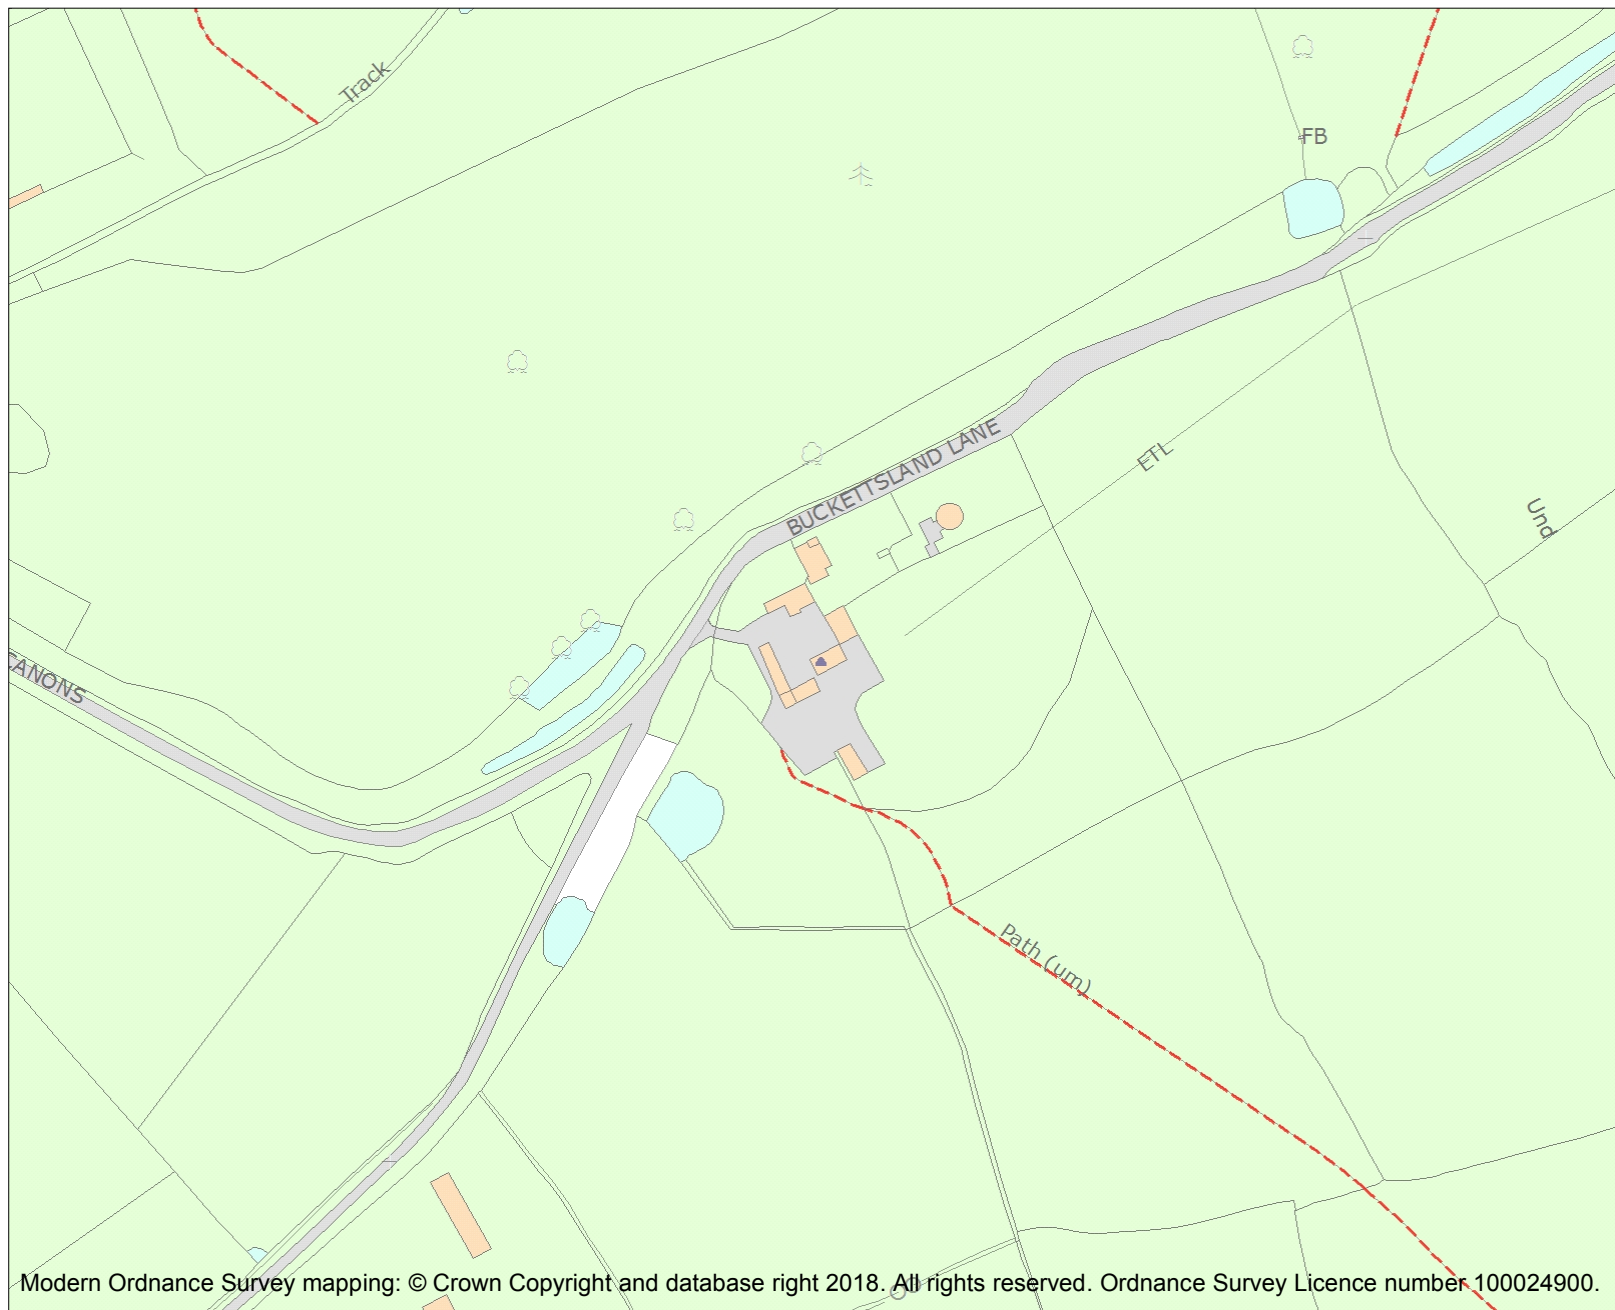 Track
FB
BUCKETTSLAND LANE
ETL
Und
CANONS
Path (um)
Modern Ordnance Survey mapping: © Crown Copyright and database right 2018. All rights reserved. Ordnance Survey Licence number 100024900.